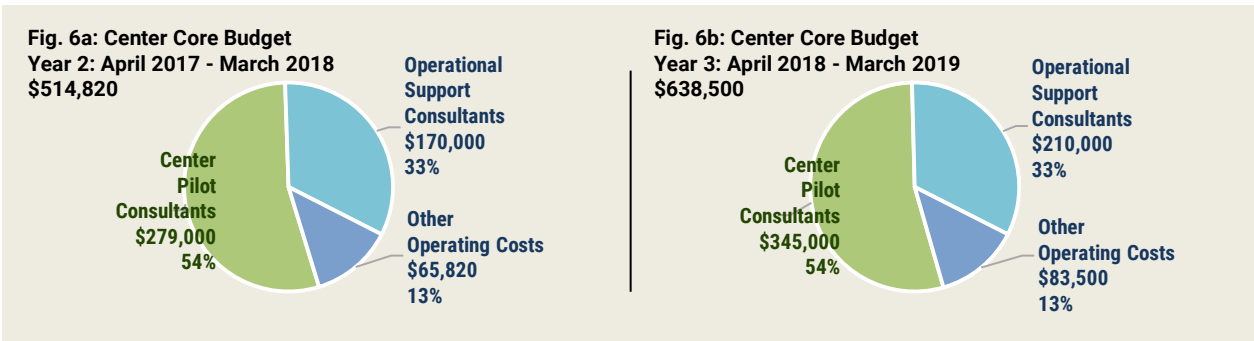 Fig. 6a: Center Core Budget
Year 2: April 2017 - March 2018
$514,820
Operational
Support
Consultants
$170,000
33%
Center
Pilot
Consultants
$279,000
54%
Other
Operating Costs
$65,820
13%
Fig. 6b: Center Core Budget
Year 3: April 2018 - March 2019
$638,500
Operational
Support
Consultants
$210,000
33%
Center
Pilot
Consultants
$345,000
54%
Other
Operating Costs
$83,500
13%